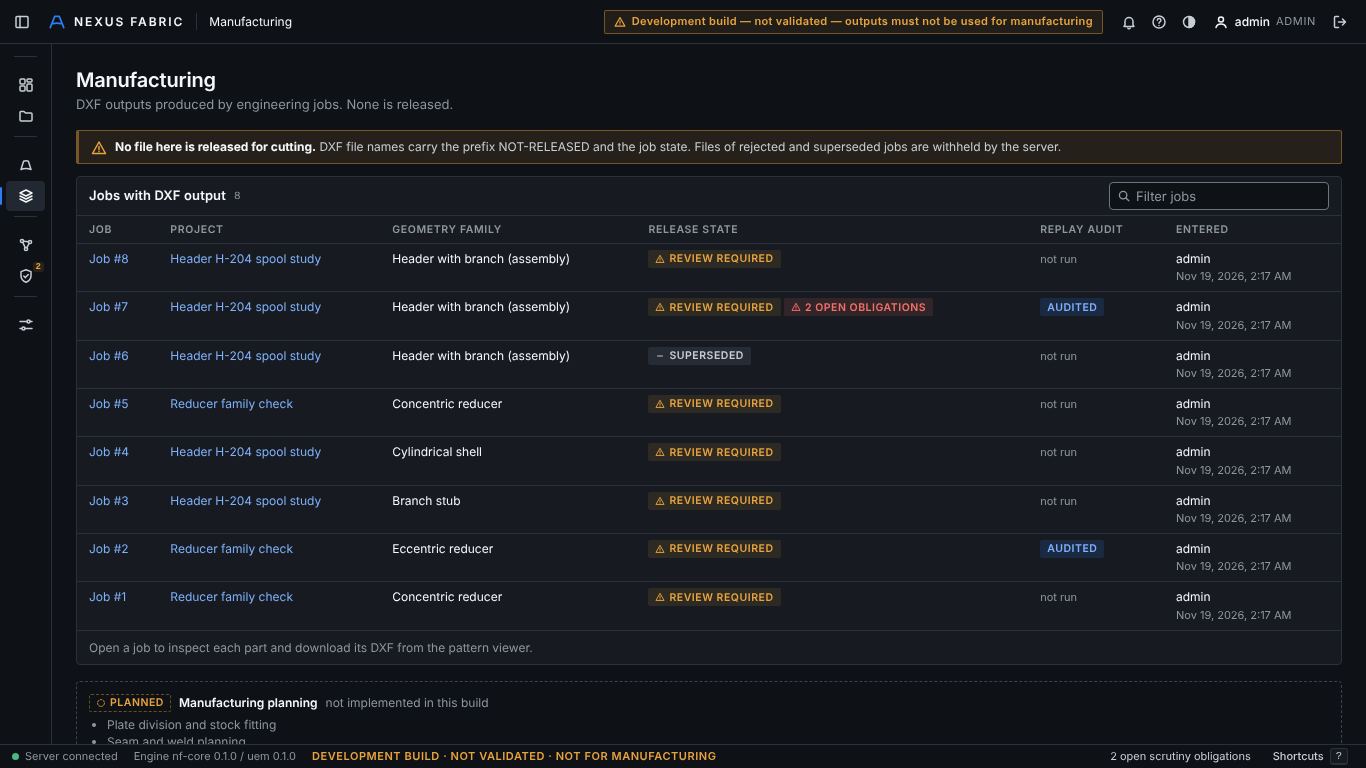 NEXUS FABRIC Manufacturing Development build — not validated — outputs must not be used for manufacturing admin ADMIN
Manufacturing
DXF outputs produced by engineering jobs. None is released.
No file here is released for cutting. DXF file names carry the prefix NOT-RELEASED and the job state. Files of rejected and superseded jobs are withheld by the server.
Jobs with DXF output 8 Filter jobs
JOB PROJECT GEOMETRY FAMILY RELEASE STATE REPLAY AUDIT ENTERED
Job #8 Header H-204 spool study Header with branch (assembly) REVIEW REQUIRED not run admin
Nov 19, 2026, 2:17 AM
2
Job #7 Header H-204 spool study Header with branch (assembly) REVIEW REQUIRED 2 OPEN OBLIGATIONS AUDITED admin
Nov 19, 2026, 2:17 AM
Job #6 Header H-204 spool study Header with branch (assembly) – SUPERSEDED not run admin
Nov 19, 2026, 2:17 AM
Job #5 Reducer family check Concentric reducer REVIEW REQUIRED not run admin
Nov 19, 2026, 2:17 AM
Job #4 Header H-204 spool study Cylindrical shell REVIEW REQUIRED not run admin
Nov 19, 2026, 2:17 AM
Job #3 Header H-204 spool study Branch stub REVIEW REQUIRED not run admin
Nov 19, 2026, 2:17 AM
Job #2 Reducer family check Eccentric reducer REVIEW REQUIRED AUDITED admin
Nov 19, 2026, 2:17 AM
Job #1 Reducer family check Concentric reducer REVIEW REQUIRED not run admin
Nov 19, 2026, 2:17 AM
Open a job to inspect each part and download its DXF from the pattern viewer.
PLANNED Manufacturing planning not implemented in this build
• Plate division and stock fitting
• Seam and weld planning
Server connected Engine nf-core 0.1.0 / uem 0.1.0 DEVELOPMENT BUILD · NOT VALIDATED · NOT FOR MANUFACTURING 2 open scrutiny obligations Shortcuts ?